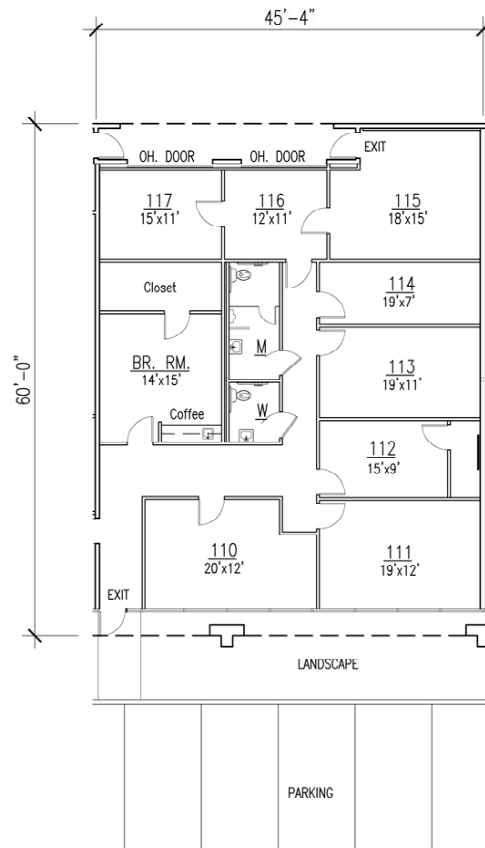 45'-4"
OH. DOOR
OH. DOOR
EXIT
117
15'x11'
116
12'x11'
115
18'x15'
Closet
114
19'x7'
60'-0"
M
BR. RM.
14'x15'
113
19'x11'
Coffee
W
112
15'x9'
110
20'x12'
111
19'x12'
EXIT
LANDSCAPE
PARKING